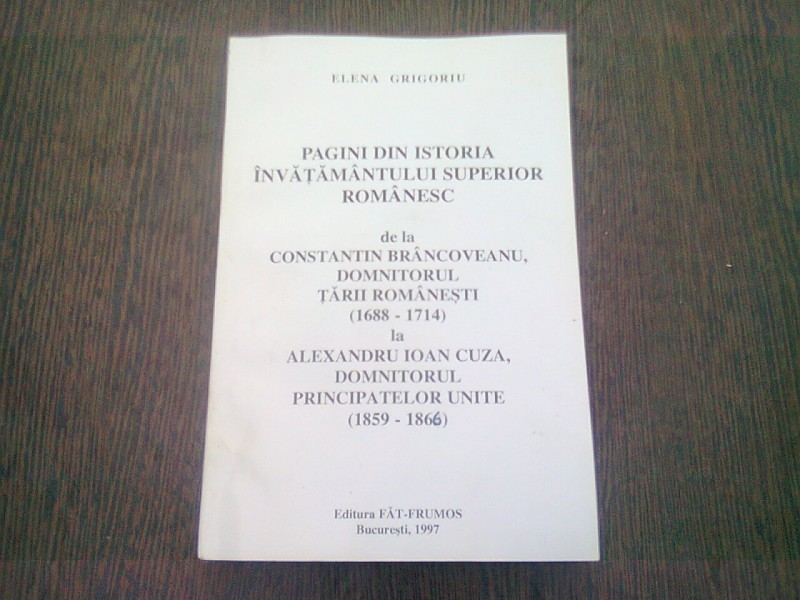 ELENA GRIGORIU
PAGINI DIN ISTORIA
ÎNVĂȚĂMÂNTULUI SUPERIOR
ROMÂNESC
de la
CONSTANTIN BRÂNCOVEANU,
DOMNITORUL
ȚĂRII ROMÂNEȘTI
(1688 - 1714)
la
ALEXANDRU IOAN CUZA,
DOMNITORUL
PRINCIPATELOR UNITE
(1859 - 1866)
Editura FĂT-FRUMOS
București, 1997